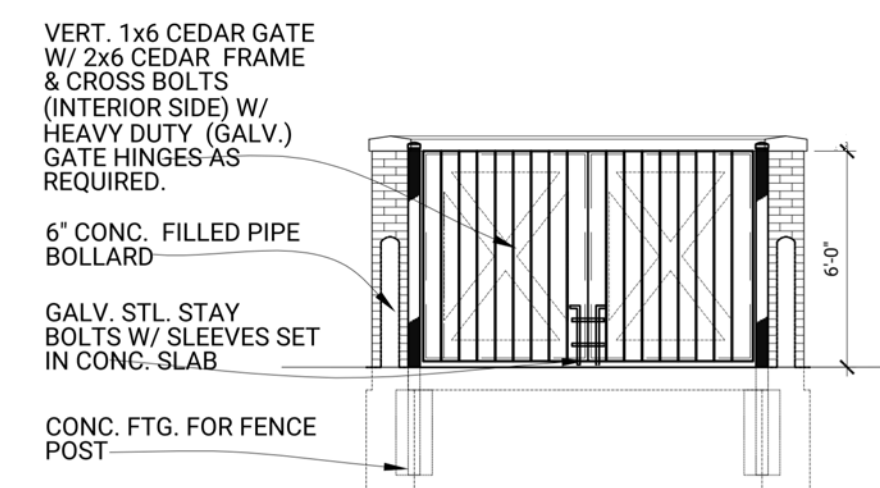 VERT. 1x6 CEDAR GATE
W/ 2x6 CEDAR FRAME
& CROSS BOLTS
(INTERIOR SIDE) W/
HEAVY DUTY (GALV.)
GATE HINGES AS
REQUIRED.
6" CONC. FILLED PIPE
BOLLARD
GALV. STL. STAY
BOLTS W/ SLEEVES SET
IN CONC. SLAB
CONC. FTG. FOR FENCE
POST
6'-0"